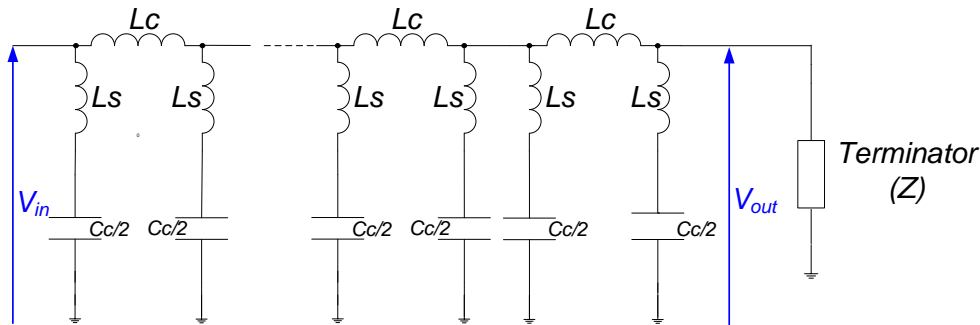 Lc
Lc
Lc
Ls
Ls
Ls
Ls
Ls
Ls
Terminator
(Z)
Vin
Vout
Cc/2
Cc/2
Cc/2
Cc/2
Cc/2
Cc/2